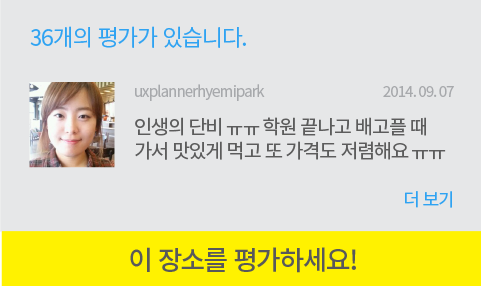 36개의 평가가 있습니다.
uxplannerhyemipark 2014. 09. 07
인생의 단비 ㅠㅠ 학원 끝나고 배고플 때
가서 맛있게 먹고 또 가격도 저렴해요 ㅠㅠ
더 보기
이 장소를 평가하세요!